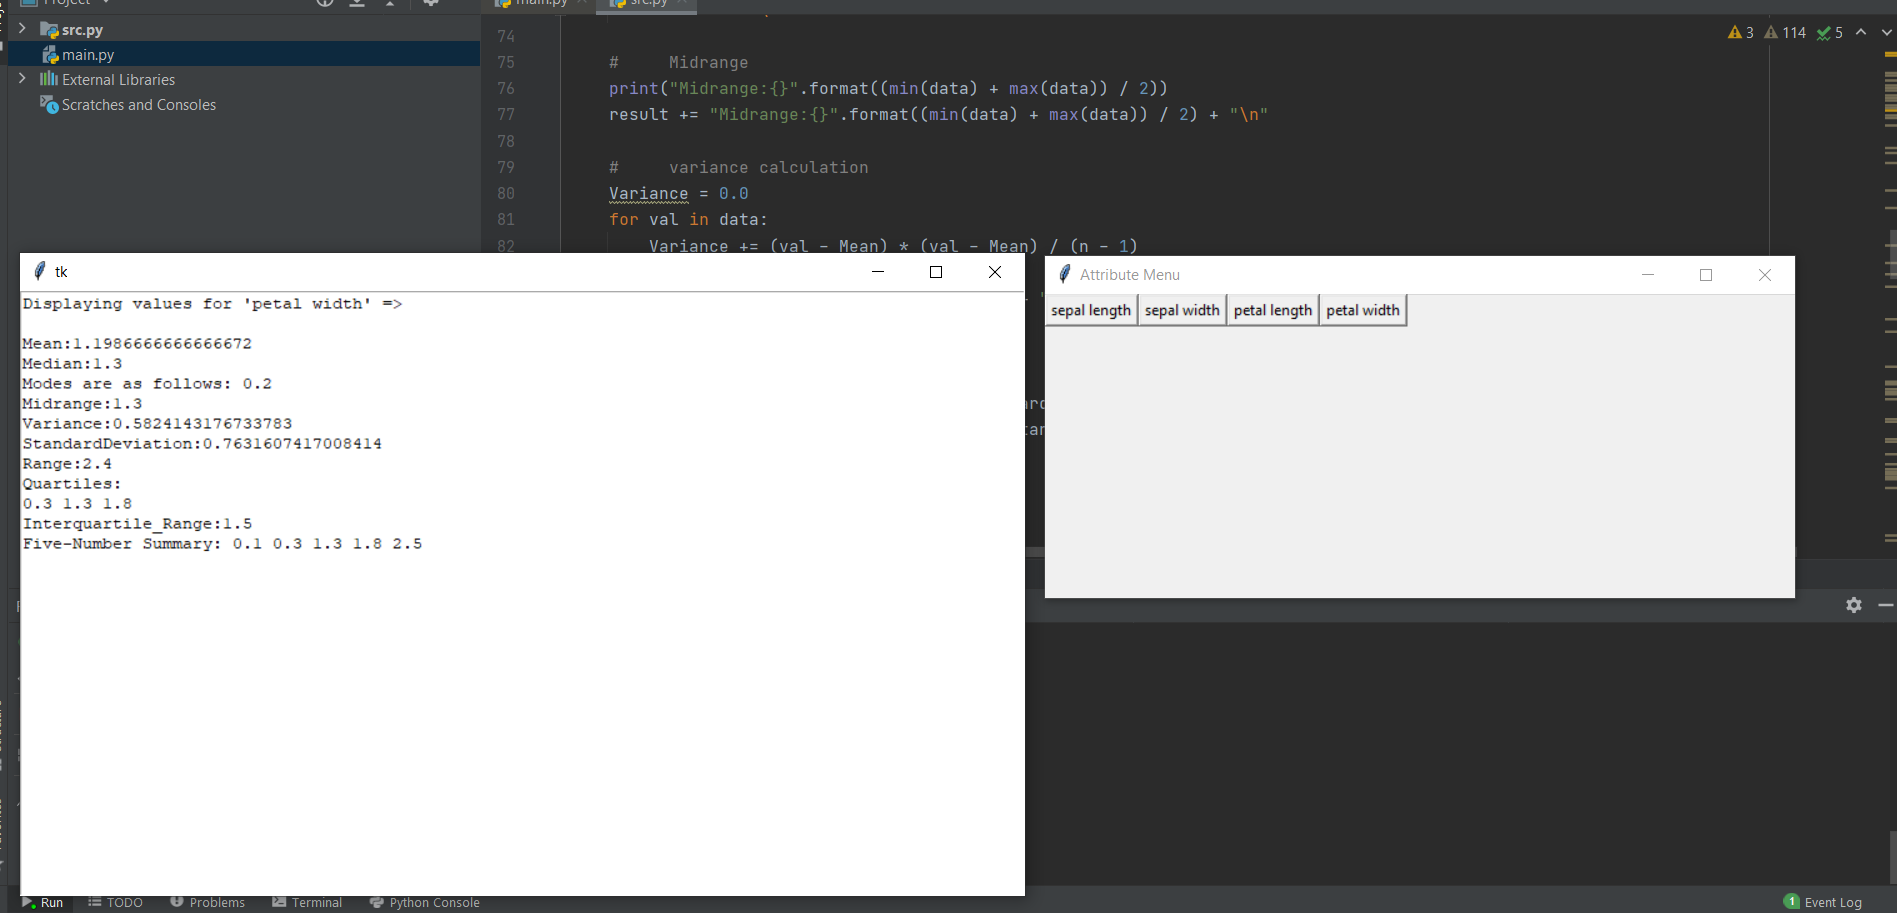 Project
main.py
src.py
src.py
main.py
External Libraries
Scratches and Consoles
3 114 5
74
75 # Midrange
76 print("Midrange:{}".format((min(data) + max(data)) / 2))
77 result += "Midrange:{}".format((min(data) + max(data)) / 2) + "\n"
78
79 # variance calculation
80 Variance = 0.0
81 for val in data:
82 Variance += (val - Mean) * (val - Mean) / (n - 1)
tk
Displaying values for 'petal width' =>
Mean:1.1986666666666672
Median:1.3
Modes are as follows: 0.2
Midrange:1.3
Variance:0.5824143176733783
StandardDeviation:0.7631607417008414
Range:2.4
Quartiles:
0.3 1.3 1.8
Interquartile_Range:1.5
Five-Number Summary: 0.1 0.3 1.3 1.8 2.5
Attribute Menu
sepal length sepal width petal length petal width
Run TODO Problems Terminal Python Console
1 Event Log